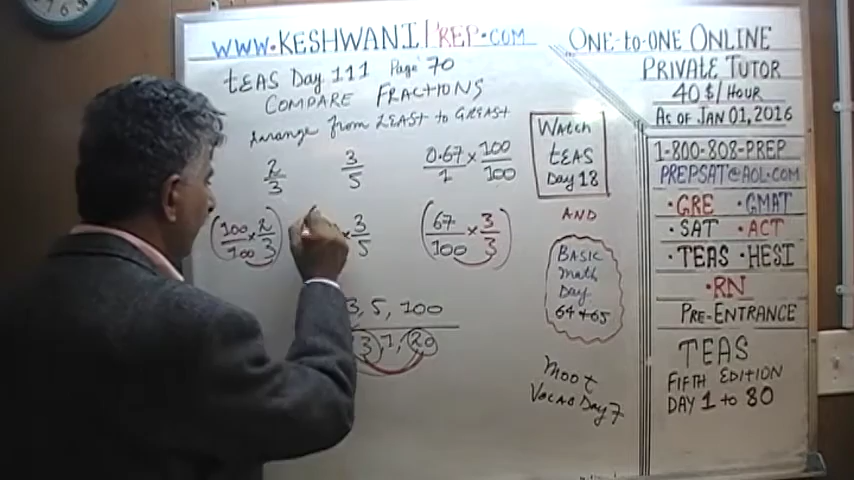 WWW.KESHWANI PREP.COM
TEAS Day 111 Page 70
COMPARE FRACTIONS
Arrange from LEAST to GREAST
2/3 3/5 0.67/1 × 100/100
(100/100 × 2/3) ( × 3/5 (67/100 × 3/3)
3, 5, 100
3, 1, 20
WATCH
TEAS
Day 18
AND
BASIC
Math
Day
64+65
MOOT
VOCAB Day 7
ONE-TO-ONE ONLINE
PRIVATE TUTOR
40 $/HOUR
AS OF JAN 01, 2016
1-800-808-PREP
PREPSAT@AOL.COM
•GRE •GMAT
•SAT •ACT
•TEAS •HESI
•RN
PRE-ENTRANCE
TEAS
FIFTH EDITION
DAY 1 TO 80